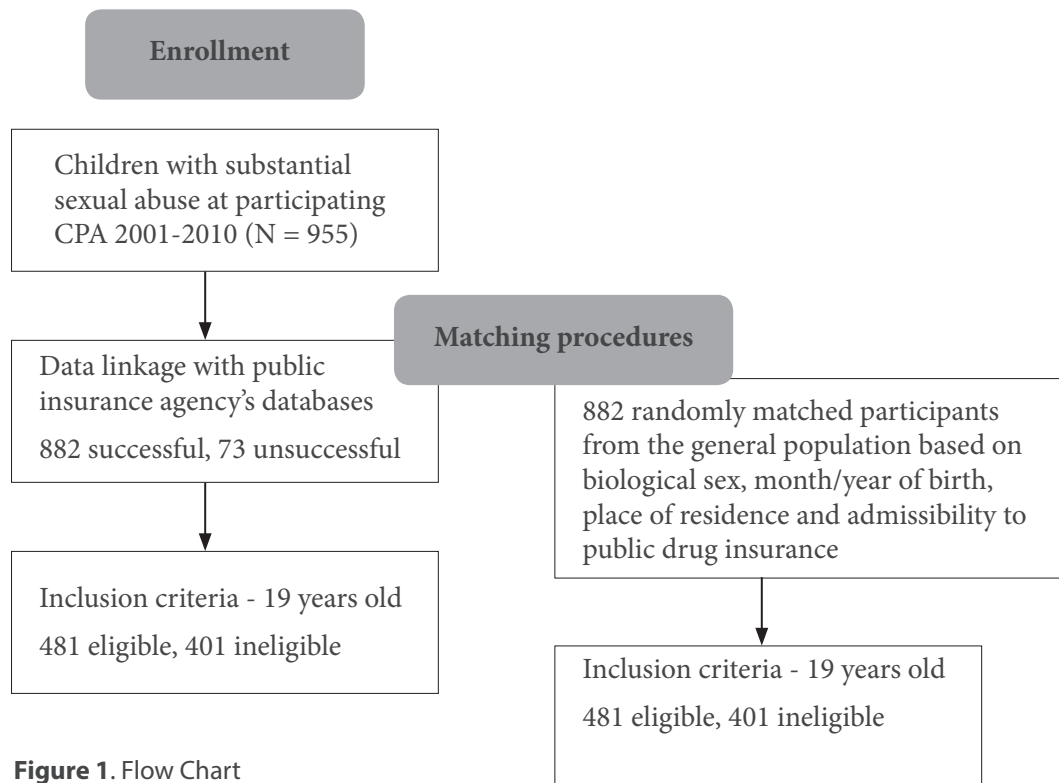 Enrollment
Children with substantial
sexual abuse at participating
CPA 2001-2010 (N = 955)
Data linkage with public
insurance agency's databases
882 successful, 73 unsuccessful
Inclusion criteria - 19 years old
481 eligible, 401 ineligible
Matching procedures
882 randomly matched participants
from the general population based on
biological sex, month/year of birth,
place of residence and admissibility to
public drug insurance
Inclusion criteria - 19 years old
481 eligible, 401 ineligible
Figure 1. Flow Chart